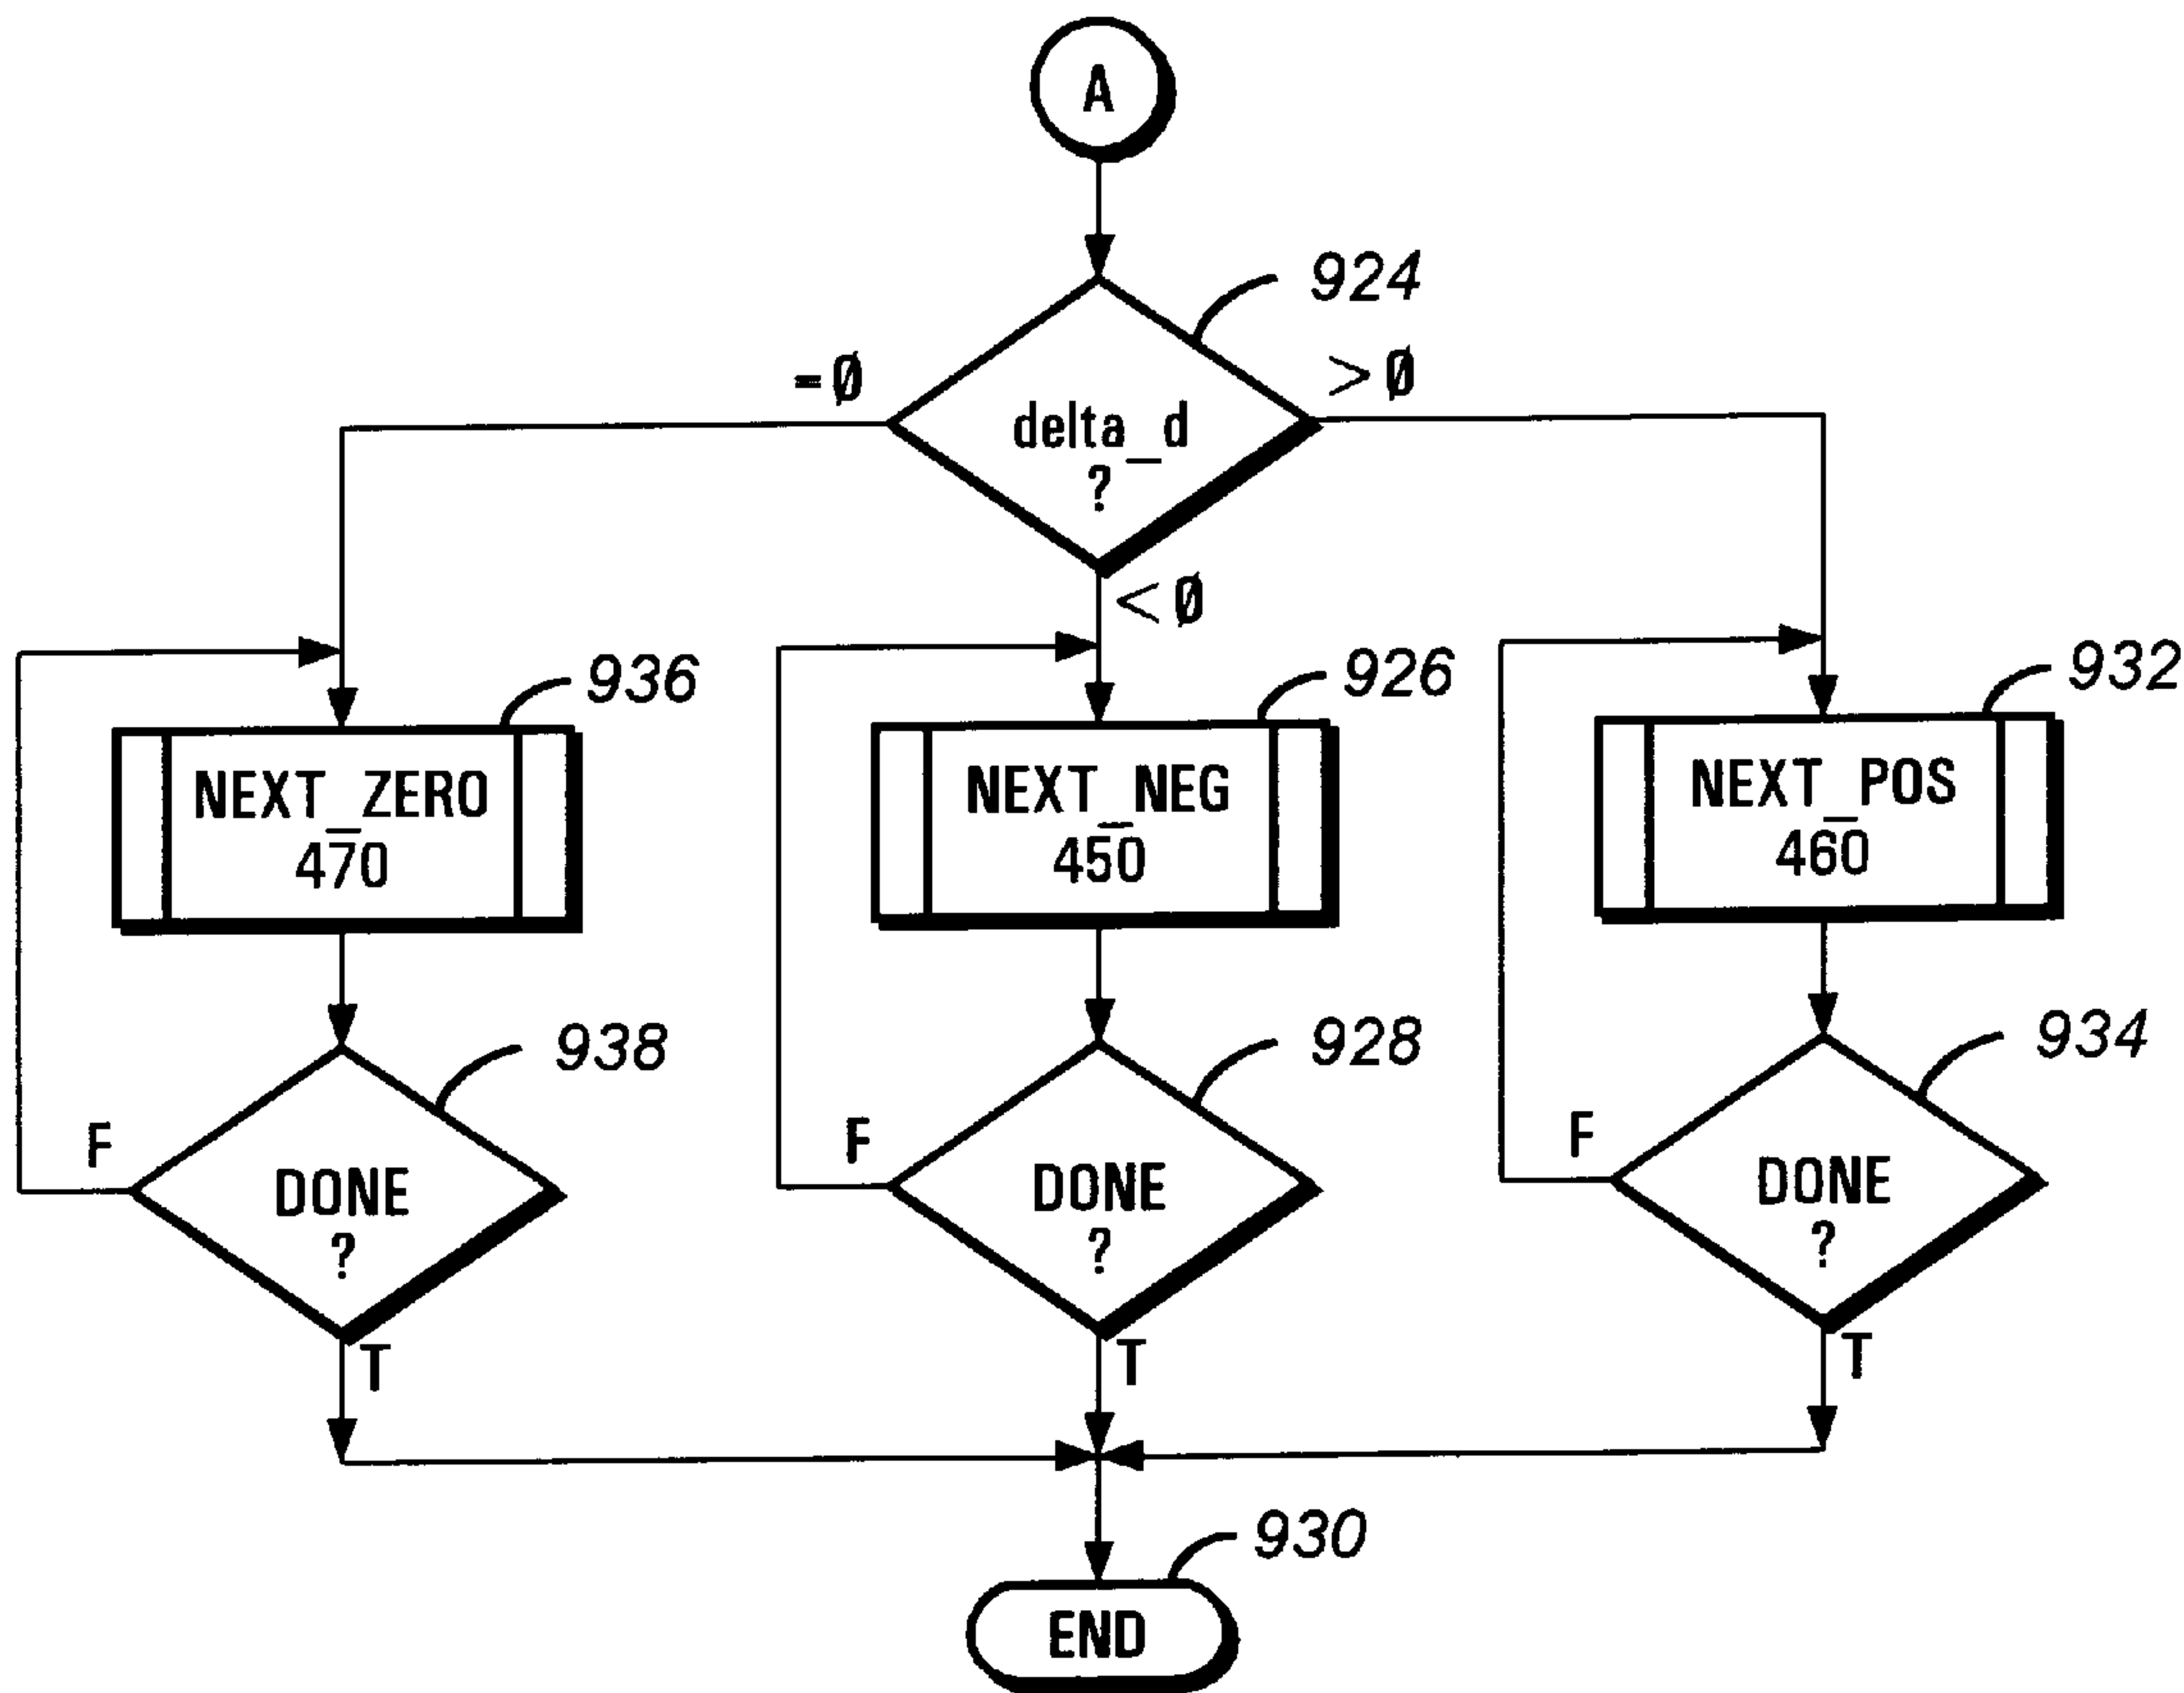 A
924
=Ø
>Ø
delta_d
?
<Ø
936
926
932
NEXT_ZERO
470
NEXT_NEG
450
NEXT_POS
460
938
928
934
F
DONE
?
F
DONE
?
F
DONE
?
T
T
T
930
END